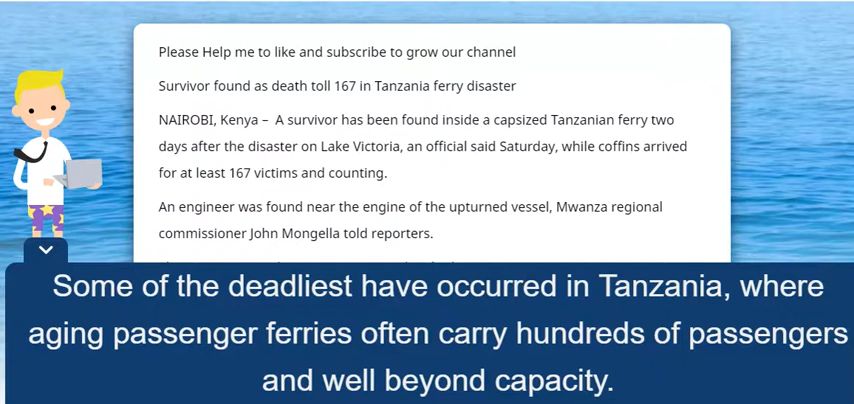 Please Help me to like and subscribe to grow our channel
Survivor found as death toll 167 in Tanzania ferry disaster
NAIROBI, Kenya – A survivor has been found inside a capsized Tanzanian ferry two
days after the disaster on Lake Victoria, an official said Saturday, while coffins arrived
for at least 167 victims and counting.
An engineer was found near the engine of the upturned vessel, Mwanza regional
commissioner John Mongella told reporters.
Some of the deadliest have occurred in Tanzania, where
aging passenger ferries often carry hundreds of passengers
and well beyond capacity.